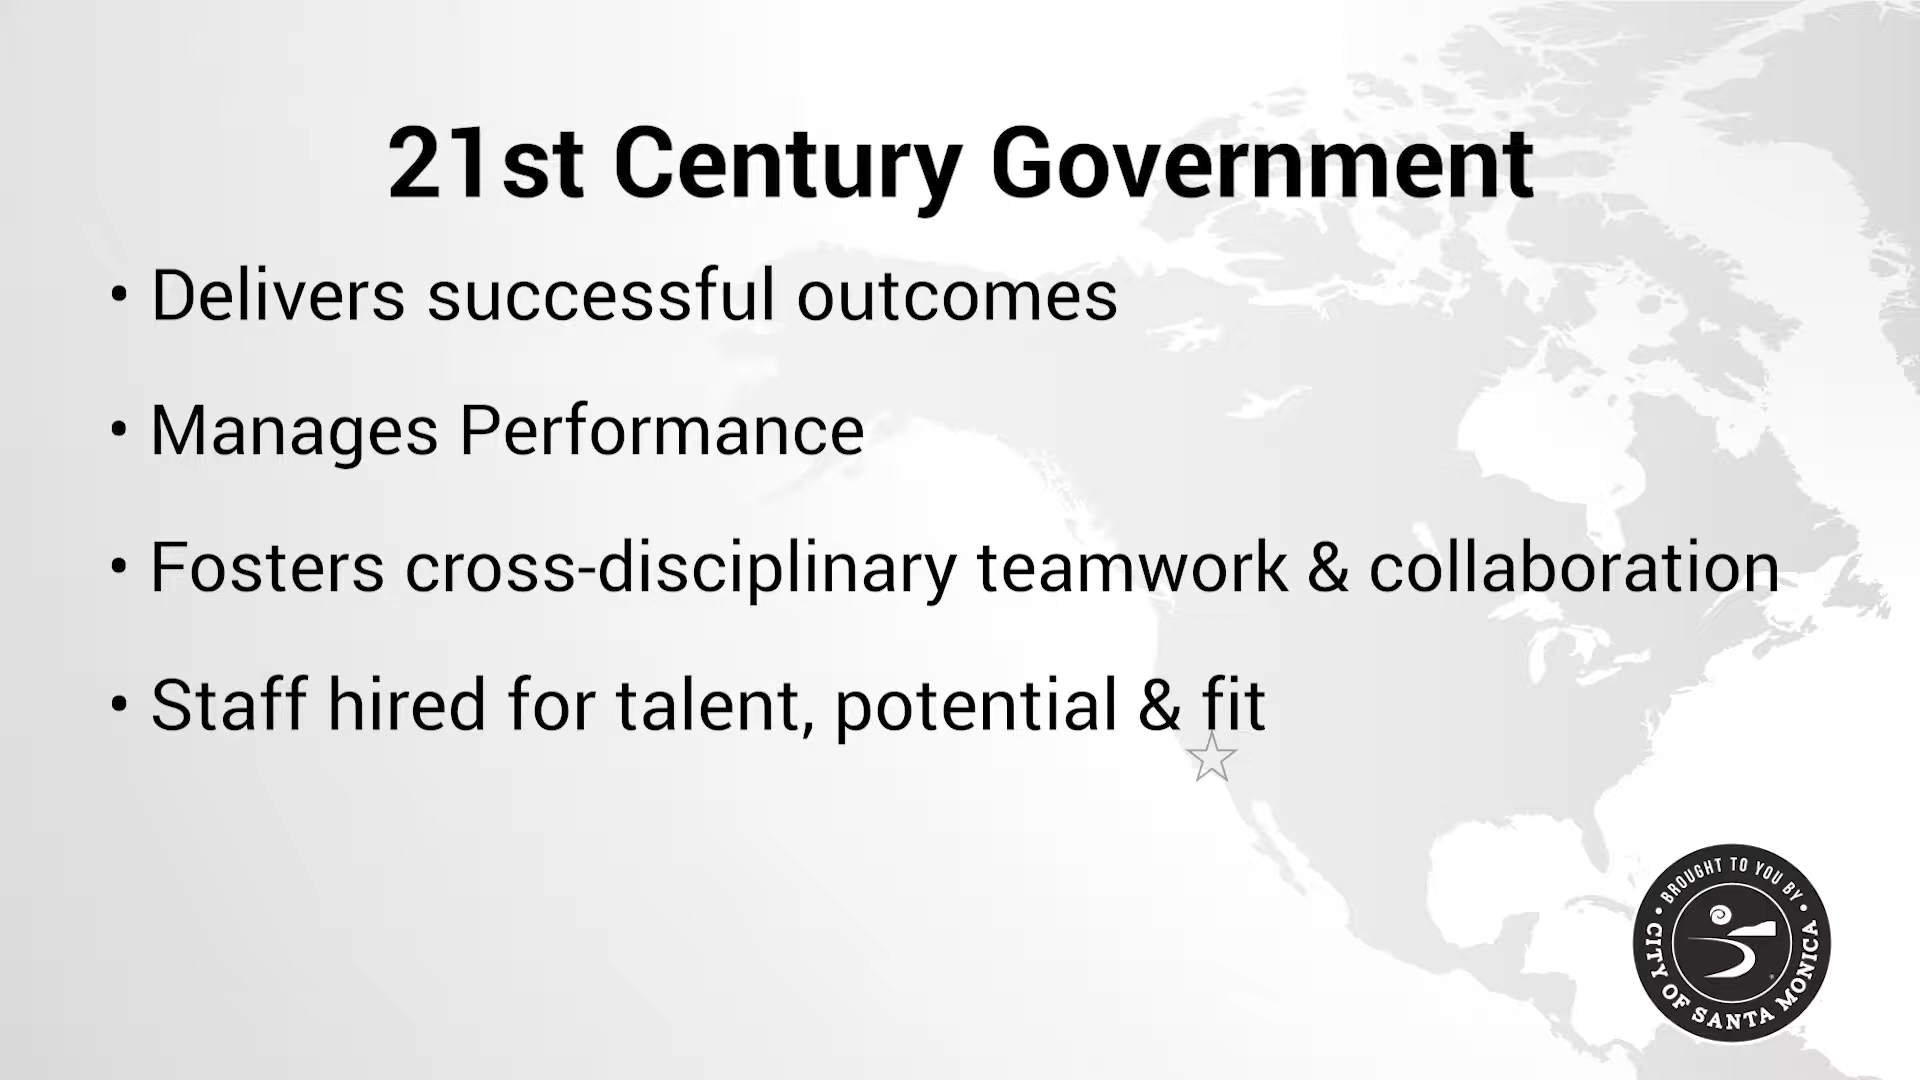 21st Century Government
• Delivers successful outcomes
• Manages Performance
• Fosters cross-disciplinary teamwork & collaboration
• Staff hired for talent, potential & fit
• BROUGHT TO YOU BY •
CITY OF SANTA MONICA